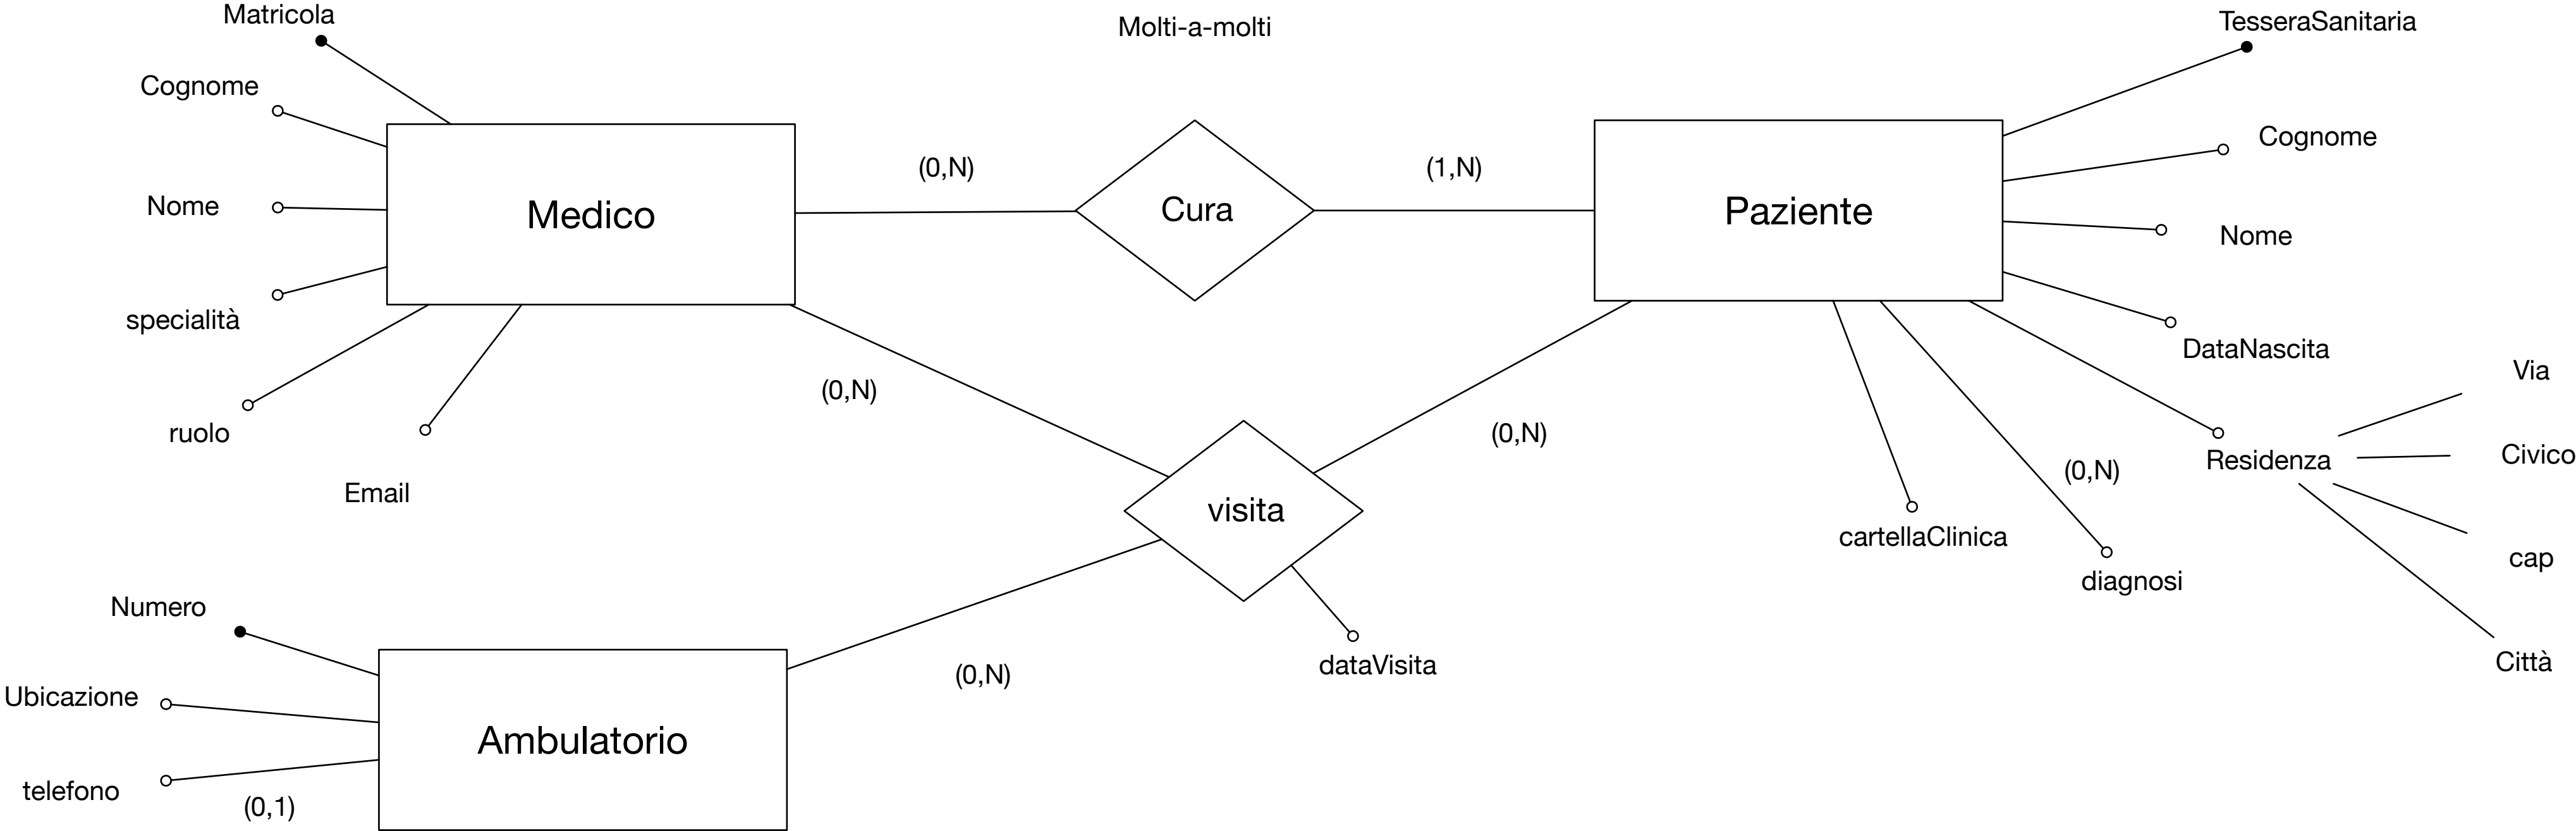 Matricola
Molti-a-molti
TesseraSanitaria
Cognome
Cognome
(0,N)
(1,N)
Nome
Medico
Cura
Paziente
Nome
specialità
DataNascita
Via
(0,N)
ruolo
(0,N)
Residenza
Civico
(0,N)
Email
visita
cartellaClinica
cap
diagnosi
Numero
dataVisita
Città
(0,N)
Ubicazione
Ambulatorio
telefono
(0,1)